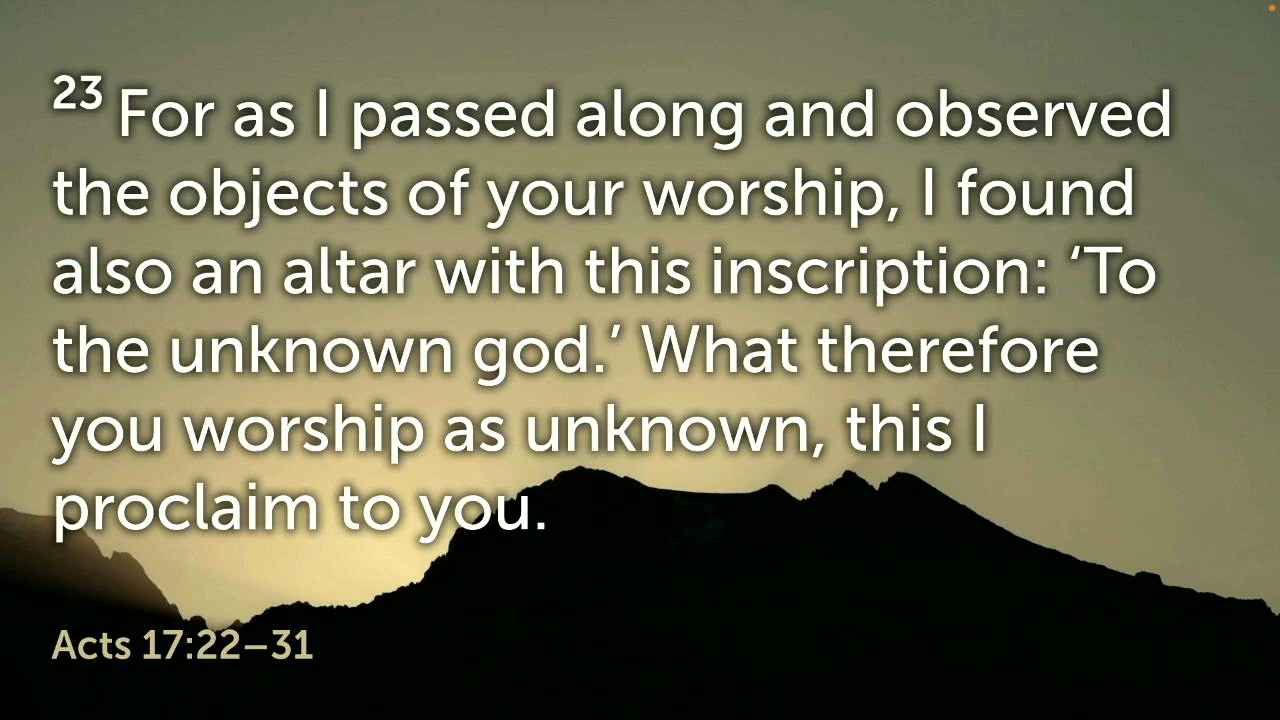 23 For as I passed along and observed
the objects of your worship, I found
also an altar with this inscription: ‘To
the unknown god.’ What therefore
you worship as unknown, this I
proclaim to you.
Acts 17:22–31